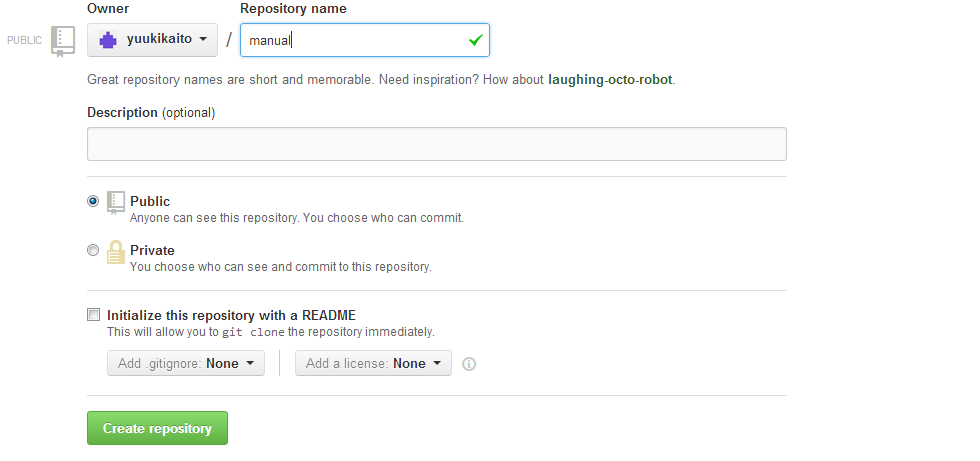 Owner
Repository name
PUBLIC
yuukikaito / manual
Great repository names are short and memorable. Need inspiration? How about laughing-octo-robot.
Description (optional)
Public
Anyone can see this repository. You choose who can commit.
Private
You choose who can see and commit to this repository.
Initialize this repository with a README
This will allow you to git clone the repository immediately.
Add .gitignore: None
Add a license: None
Create repository